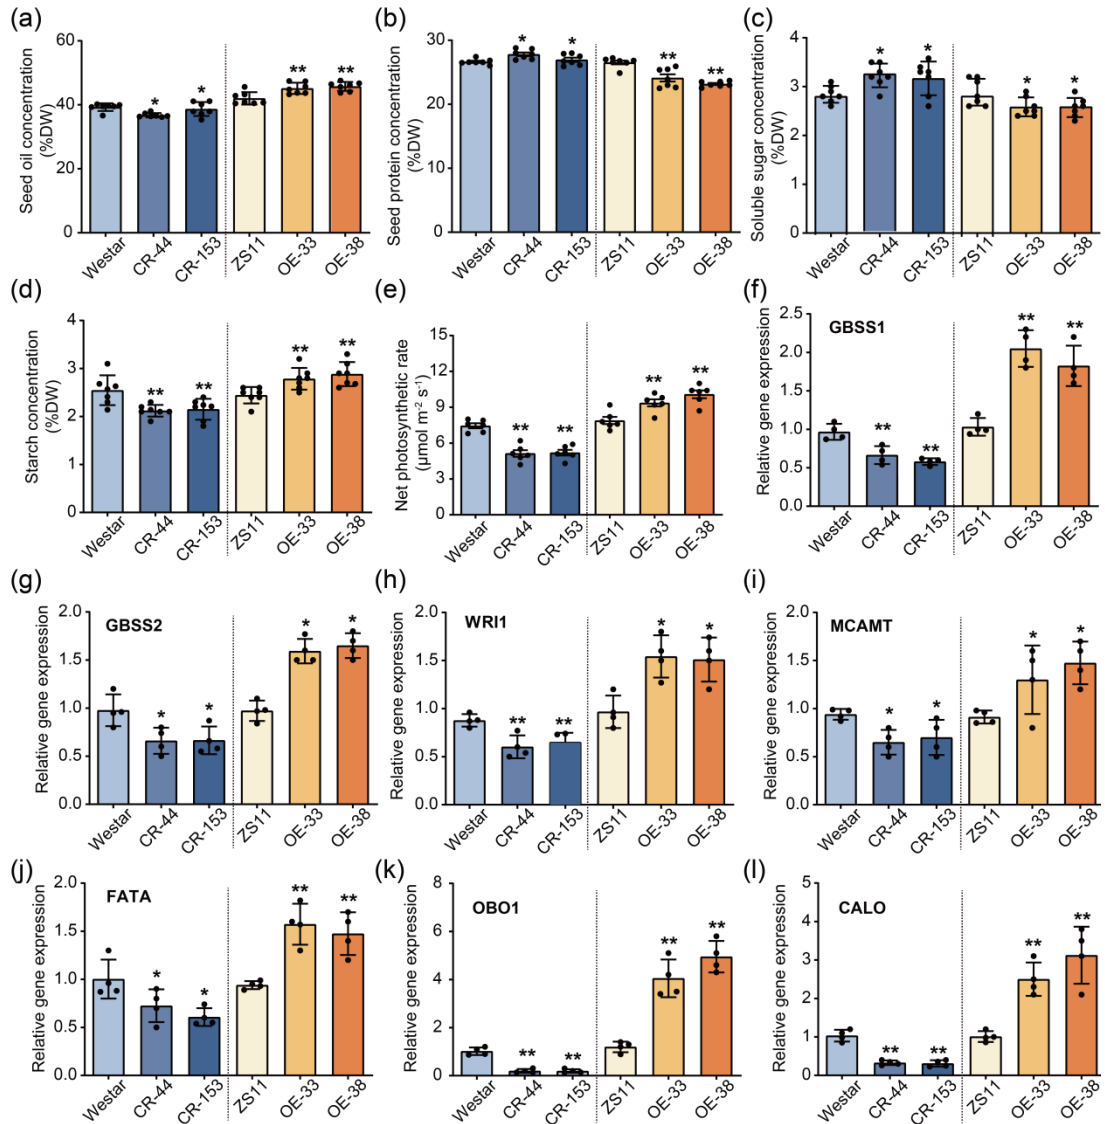 (a)
Seed oil concentration
(%DW)
60
40
20
0
*
*
**
**
Westar
CR-44
CR-153
ZS11
OE-33
OE-38
(b)
Seed protein concentration
(%DW)
30
20
10
0
*
*
**
**
Westar
CR-44
CR-153
ZS11
OE-33
OE-38
(c)
Soluble sugar concentration
(%DW)
4
3
2
1
0
*
*
*
*
Westar
CR-44
CR-153
ZS11
OE-33
OE-38
(d)
Starch concentration
(%DW)
4
3
2
1
0
**
**
**
**
Westar
CR-44
CR-153
ZS11
OE-33
OE-38
(e)
Net photosynthetic rate
(μmol m⁻² s⁻¹)
15
12
9
6
3
0
**
**
**
**
Westar
CR-44
CR-153
ZS11
OE-33
OE-38
(f)
GBSS1
Relative gene expression
2.5
2.0
1.5
1.0
0.5
0.0
**
**
**
**
Westar
CR-44
CR-153
ZS11
OE-33
OE-38
(g)
GBSS2
Relative gene expression
2.0
1.5
1.0
0.5
0.0
*
*
*
*
Westar
CR-44
CR-153
ZS11
OE-33
OE-38
(h)
WRI1
Relative gene expression
2.0
1.5
1.0
0.5
0.0
**
**
*
*
Westar
CR-44
CR-153
ZS11
OE-33
OE-38
(i)
MCAMT
Relative gene expression
2.0
1.5
1.0
0.5
0.0
*
*
*
*
Westar
CR-44
CR-153
ZS11
OE-33
OE-38
(j)
FATA
Relative gene expression
2.0
1.5
1.0
0.5
0.0
*
*
**
**
Westar
CR-44
CR-153
ZS11
OE-33
OE-38
(k)
OBO1
Relative gene expression
8
6
4
2
0
**
**
**
**
Westar
CR-44
CR-153
ZS11
OE-33
OE-38
(l)
CALO
Relative gene expression
5
4
3
2
1
0
**
**
**
**
Westar
CR-44
CR-153
ZS11
OE-33
OE-38